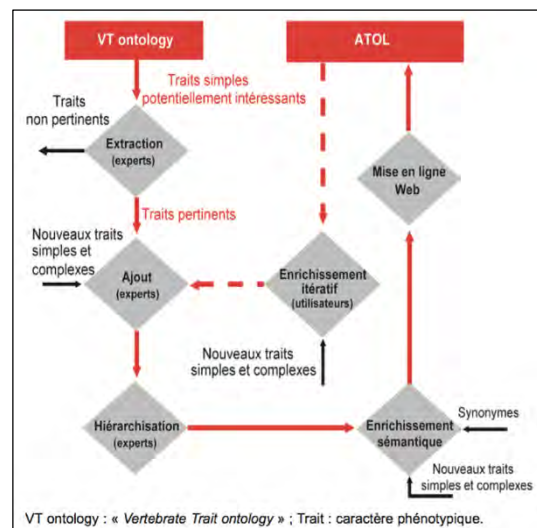 VT ontology
ATOL
Traits simples
potentiellement intéressants
Traits
non pertinents
Extraction
(experts)
Mise en ligne
Web
Traits pertinents
Nouveaux traits
simples et
complexes
Ajout
(experts)
Enrichissement
itératif
(utilisateurs)
Nouveaux traits
simples et complexes
Hiérarchisation
(experts)
Enrichissement
sémantique
Synonymes
Nouveaux traits
simples et complexes
VT ontology : « Vertebrate Trait ontology » ; Trait : caractère phénotypique.